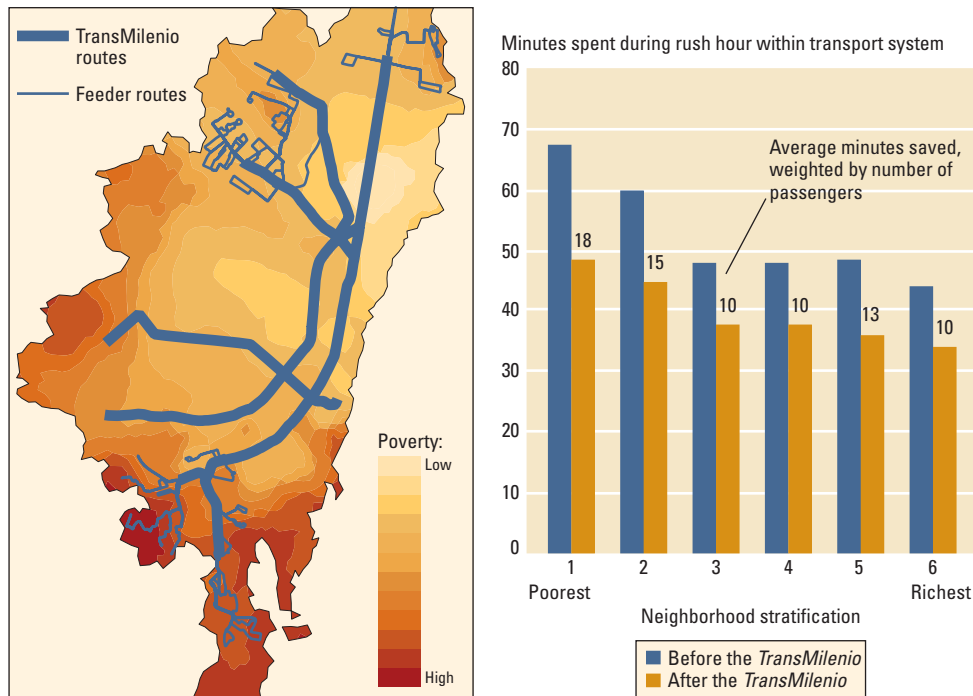 TransMilenio
routes
Feeder routes
Poverty:
Low
High
Minutes spent during rush hour within transport system
80
70
60
50
40
30
20
10
0
Average minutes saved,
weighted by number of
passengers
18
15
10
10
13
10
1
2
3
4
5
6
Poorest
Richest
Neighborhood stratification
Before the TransMilenio
After the TransMilenio